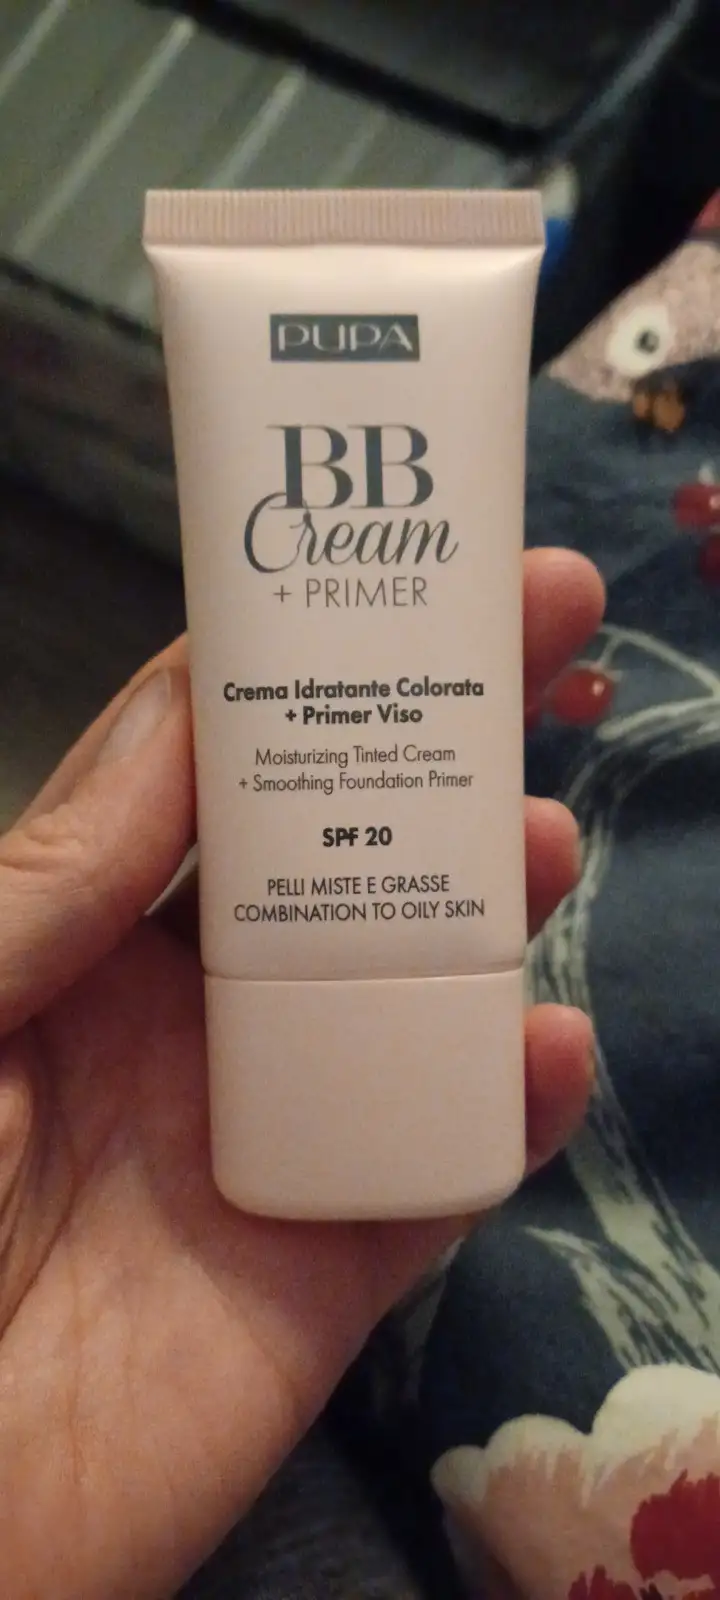 PUPA
BB
Cream
+ PRIMER
Crema Idratante Colorata
+ Primer Viso
Moisturizing Tinted Cream
+ Smoothing Foundation Primer
SPF 20
PELLI MISTE E GRASSE
COMBINATION TO OILY SKIN